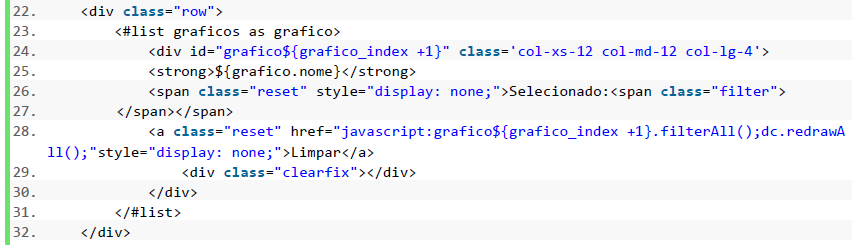 22.     <div class="row">
23.         <#list graficos as grafico>
24.             <div id="grafico${grafico_index +1}" class='col-xs-12 col-md-12 col-lg-4'>
25.             <strong>${grafico.nome}</strong>
26.             <span class="reset" style="display: none;">Selecionado:<span class="filter">
27.         </span></span>
28.             <a class="reset" href="javascript:grafico${grafico_index +1}.filterAll();dc.redrawA
ll();"style="display: none;">Limpar</a>
29.                 <div class="clearfix"></div>
30.             </div>
31.         </#list>
32.     </div>